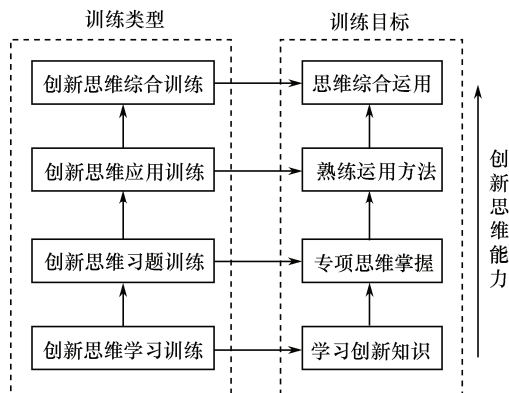 训练类型
训练目标
创新思维综合训练
思维综合运用
创新思维应用训练
熟练运用方法
创新思维习题训练
专项思维掌握
创新思维学习训练
学习创新知识
创新思维能力